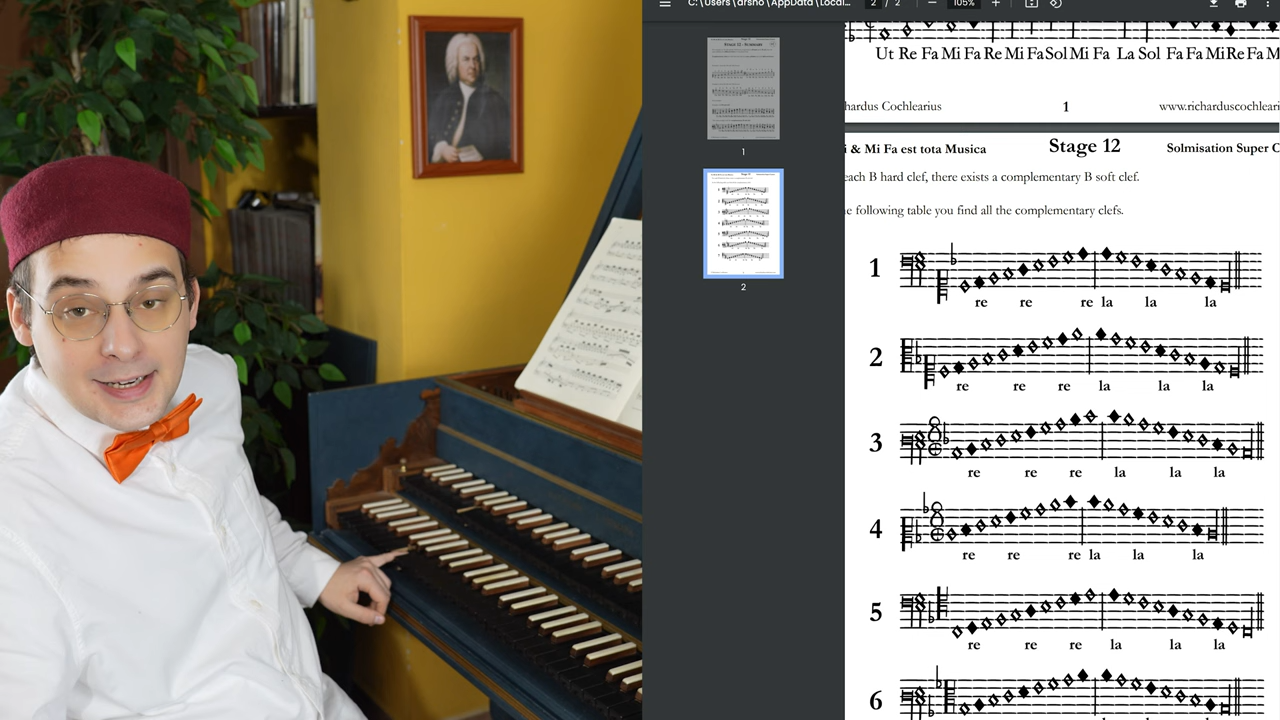 C:\Users\arsho\AppData\Local...
2 / 2
105%
1
2
Ut Re Fa Mi Fa Re Mi Fa Sol Mi Fa La Sol Fa Fa Mi Re Fa M
hardus Cochlearius
1
www.richarduscochleari
i & Mi Fa est tota Musica
Stage 12
Solmisation Super C
each B hard clef, there exists a complementary B soft clef.
he following table you find all the complementary clefs.
1
re re re la la la
2
re re re la la la
3
re re re la la la
4
re re re la la la
5
re re re la la la
6